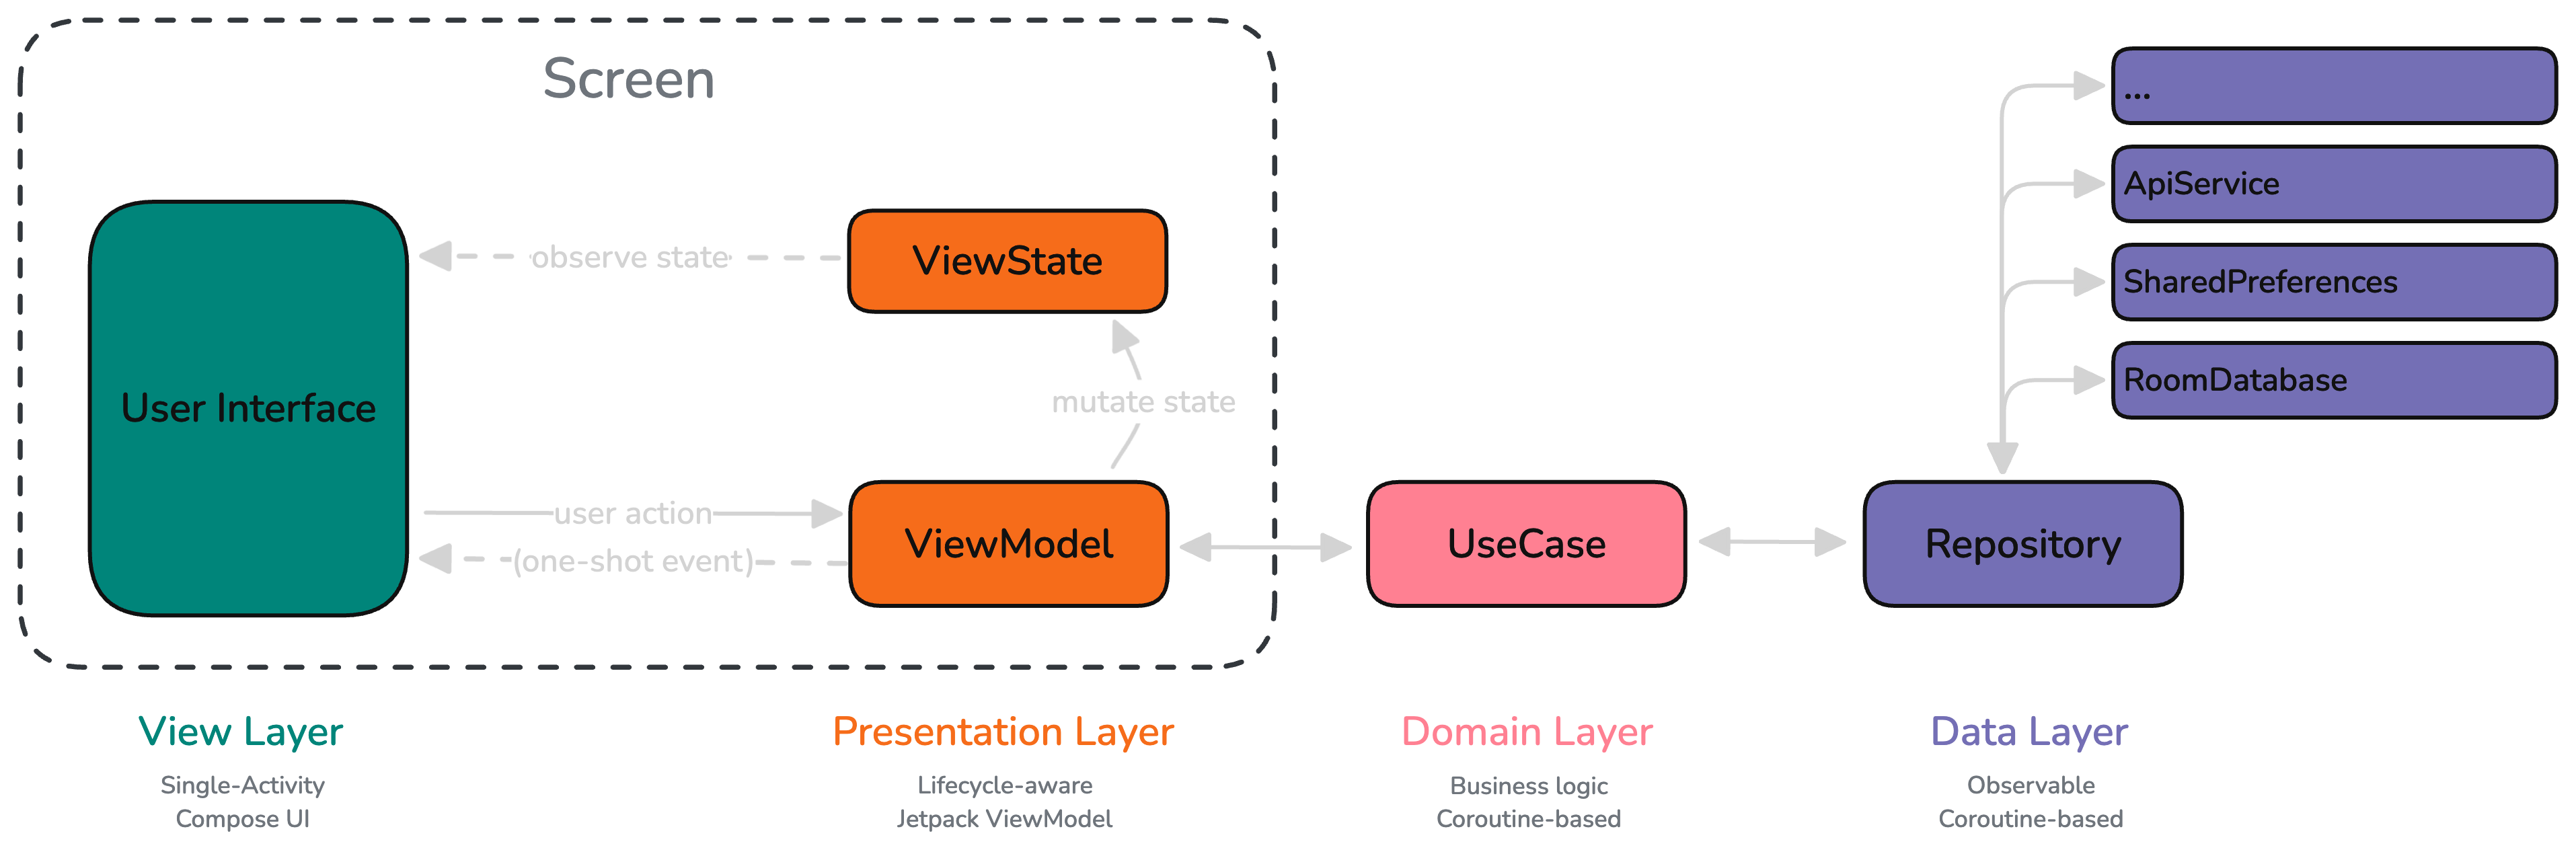 Screen
...
ApiService
SharedPreferences
RoomDatabase
observe state
ViewState
User Interface
mutate state
user action
(one-shot event)
ViewModel
UseCase
Repository
View Layer
Single-Activity
Compose UI
Presentation Layer
Lifecycle-aware
Jetpack ViewModel
Domain Layer
Business logic
Coroutine-based
Data Layer
Observable
Coroutine-based